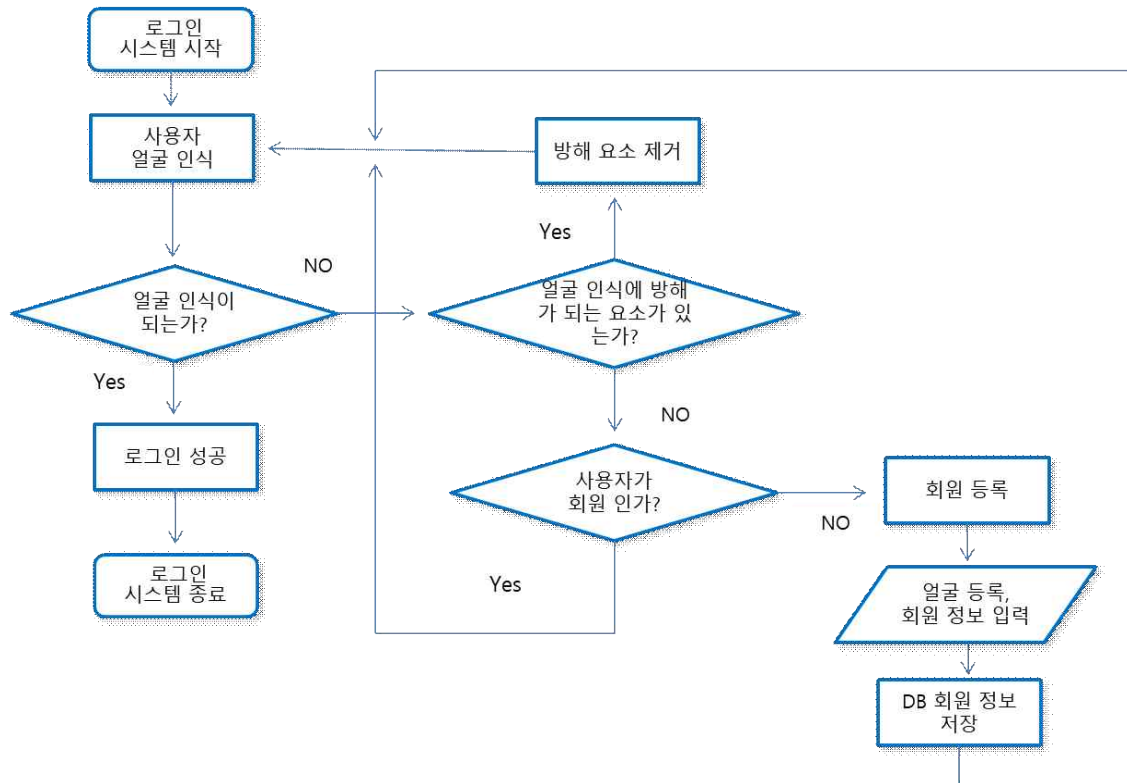 로그인
시스템 시작
사용자
얼굴 인식
방해 요소 제거
Yes
NO
얼굴 인식이
되는가?
얼굴 인식에 방해
가 되는 요소가 있
는가?
Yes
NO
로그인 성공
사용자가
회원 인가?
회원 등록
NO
로그인
시스템 종료
Yes
얼굴 등록,
회원 정보 입력
DB 회원 정보
저장